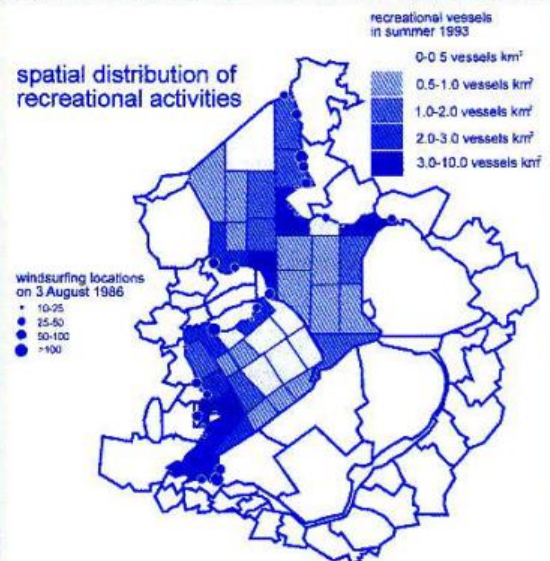 recreational vessels
in summer 1993
0-0 5 vessels km²
0.5-1.0 vessels km²
1.0-2.0 vessels km²
2.0-3.0 vessels km²
3.0-10.0 vessels km²
spatial distribution of
recreational activities
windsurfing locations
on 3 August 1986
10-25
25-50
50-100
>100